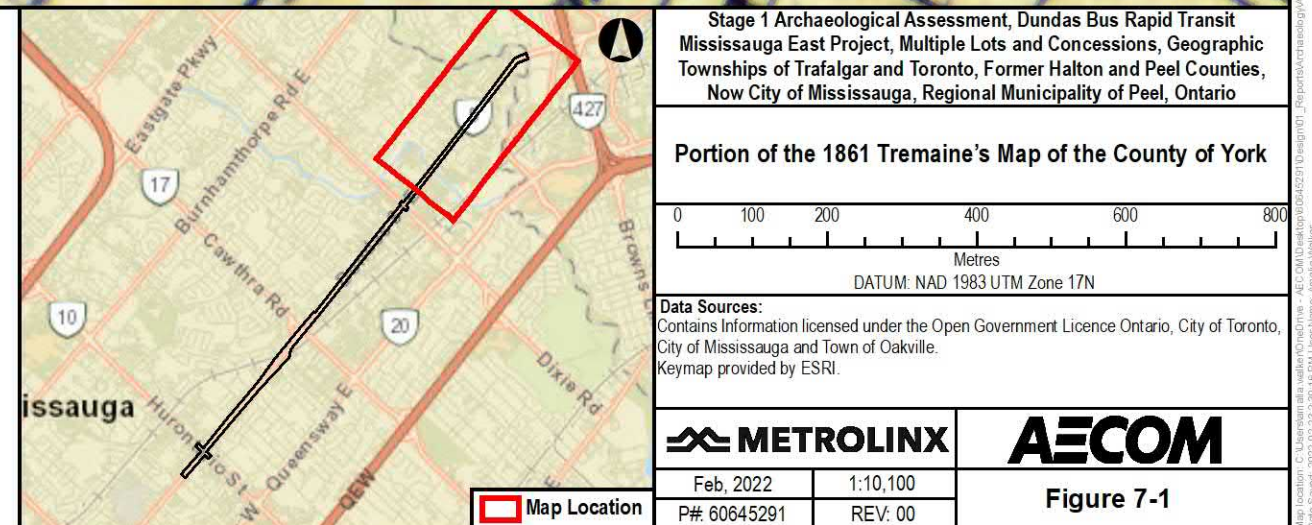 Eastgate Pkwy
Burnhamthorpe Rd E
427
17
Cawthra Rd
Browns L
10
20
Dixie Rd
issauga
Hurontario St
Queensway E
W
QEW
Map Location
Stage 1 Archaeological Assessment, Dundas Bus Rapid Transit
Mississauga East Project, Multiple Lots and Concessions, Geographic
Townships of Trafalgar and Toronto, Former Halton and Peel Counties,
Now City of Mississauga, Regional Municipality of Peel, Ontario
Portion of the 1861 Tremaine's Map of the County of York
0 100 200 400 600 800
Metres
DATUM: NAD 1983 UTM Zone 17N
Data Sources:
Contains Information licensed under the Open Government Licence Ontario, City of Toronto,
City of Mississauga and Town of Oakville.
Keymap provided by ESRI.
METROLINX
AECOM
Feb, 2022
1:10,100
P#: 60645291
REV: 00
Figure 7-1